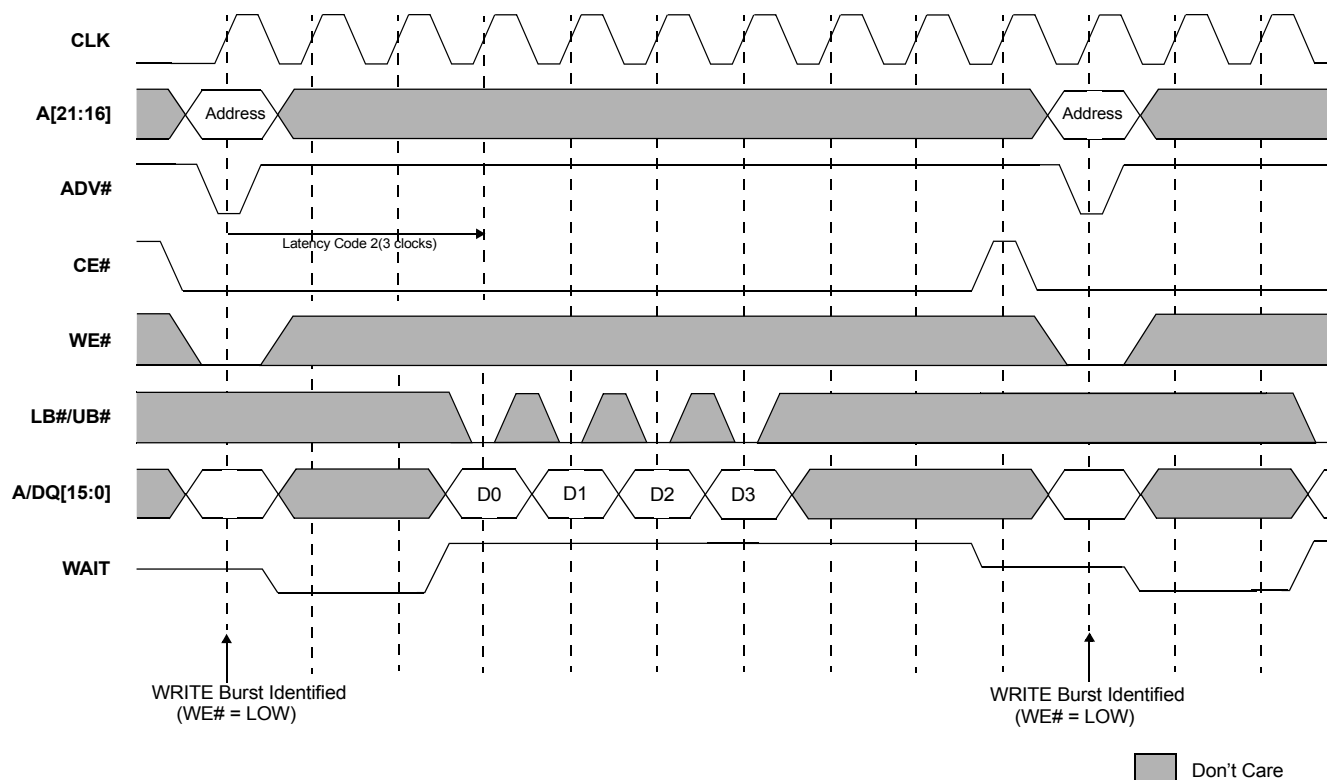 CLK
A[21:16]
Address
Address
ADV#
Latency Code 2(3 clocks)
CE#
WE#
LB#/UB#
A/DQ[15:0]
D0
D1
D2
D3
WAIT
WRITE Burst Identified
(WE# = LOW)
WRITE Burst Identified
(WE# = LOW)
Don't Care